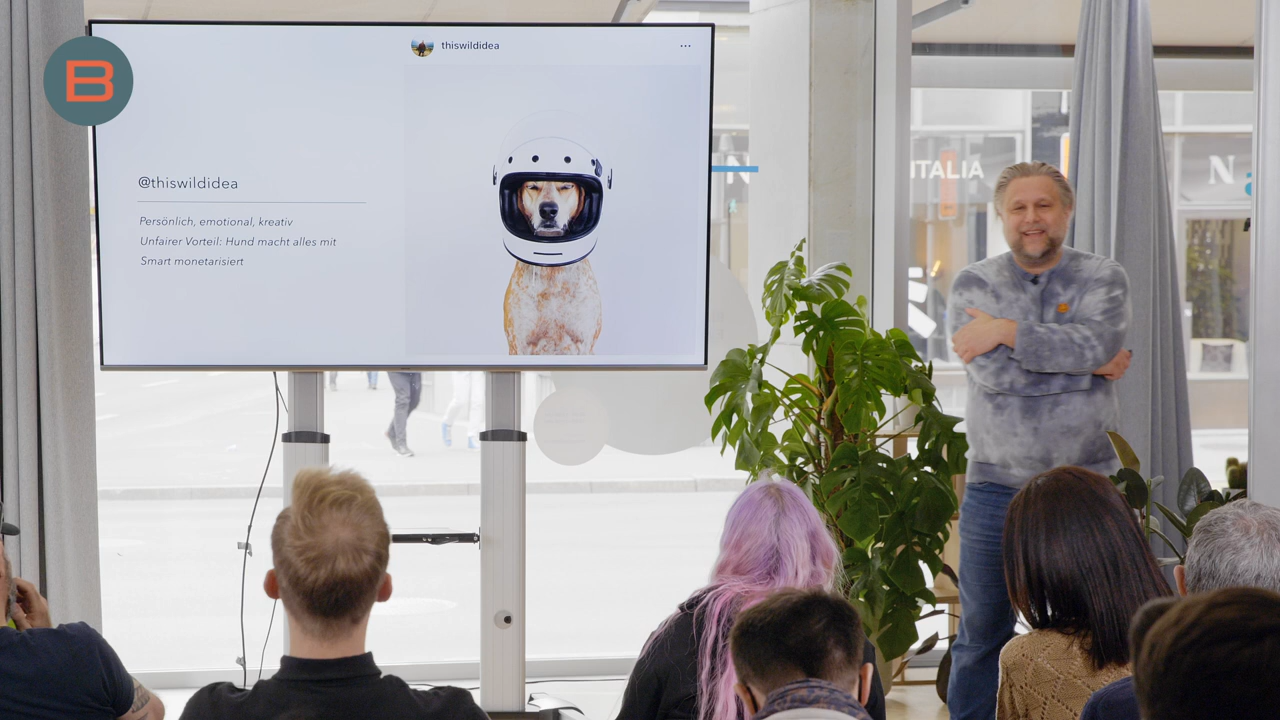 B
thiswildidea
@thiswildidea
Persönlich, emotional, kreativ
Unfairer Vorteil: Hund macht alles mit
Smart monetarisiert
N
ITALIA
N